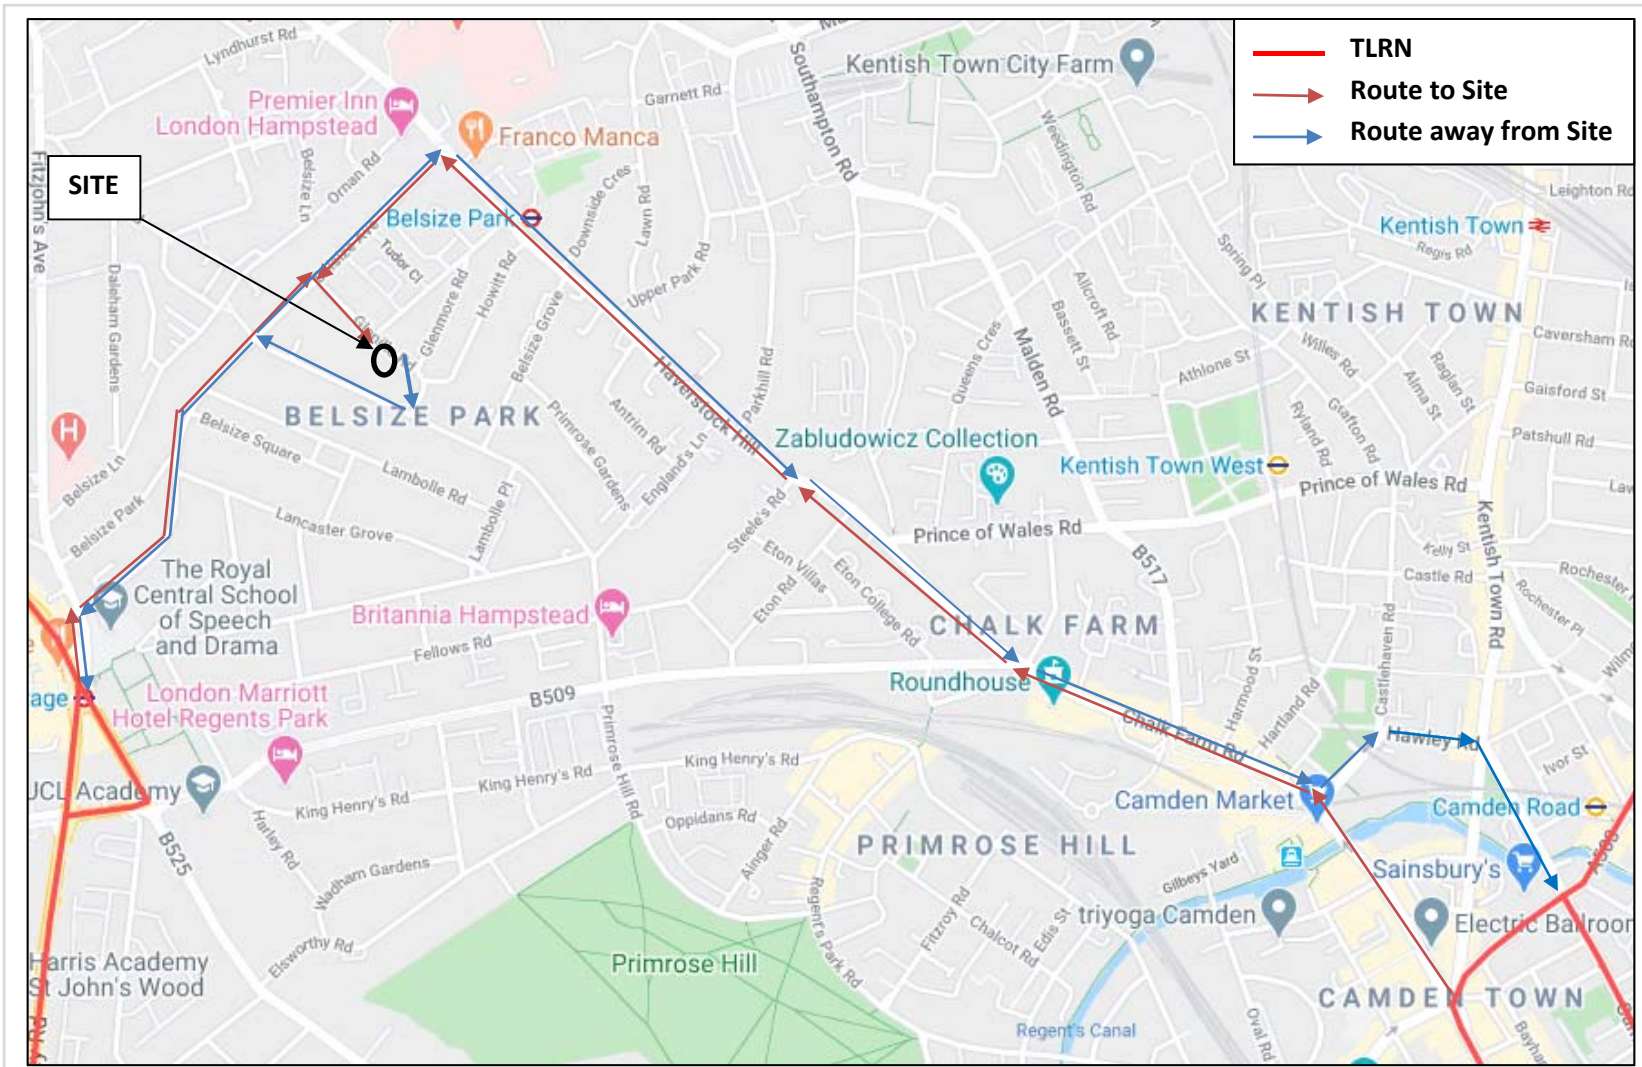 TLRN
Route to Site
Route away from Site
SITE
Lyndhurst Rd
Premier Inn
London Hampstead
Franco Manca
Garnett Rd
Southampton Rd
Kentish Town City Farm
Weedington Rd
Leighton Rd
Kentish Town
Regis Rd
Fitzjohn's Ave
Belsize Ln
Ornan Rd
Belsize Park
Downside Cres
Lawn Rd
Upper Park Rd
Tudor Cl
Glenmore Rd
Howitt Rd
Belsize Grove
Daleham Gardens
Spring Pl
KENTISH TOWN
Caversham Rd
Allcroft Rd
Bassett St
Malden Rd
Queens Cres
Athlone St
Willes Rd
Raglan St
Alma St
Grafton Rd
Ryland Rd
Gaisford St
Patshull Rd
BELSIZE PARK
Haverstock Hill
Parkhill Rd
Antrim Rd
Primrose Gardens
England's Ln
Zabludowicz Collection
Kentish Town West
Prince of Wales Rd
Belsize Square
Lambolle Rd
Lambolle Pl
Belsize Ln
Belsize Park
Lancaster Grove
Steele's Rd
Prince of Wales Rd
Eton Villas
Eton Rd
Eton College Rd
B517
Kelly St
Castle Rd
Kentish Town Rd
Rochester Pl
The Royal
Central School
of Speech
and Drama
Britannia Hampstead
Fellows Rd
CHALK FARM
Castlehaven Rd
Roundhouse
B509
London Marriott
Hotel Regents Park
Chalk Farm Rd
Harmood St
Hartland Rd
Hawley Rd
Ivor St
UCL Academy
King Henry's Rd
King Henry's Rd
King Henry's Rd
Primrose Hill Rd
Camden Market
Camden Road
B525
Harley Rd
Oppidans Rd
Ainger Rd
PRIMROSE HILL
Gilbeys Yard
Sainsbury's
Wadham Gardens
Elsworthy Rd
Regent's Park Rd
Fitzroy Rd
Chalcot Rd
Edis St
triyoga Camden
Harris Academy
St John's Wood
Primrose Hill
CAMDEN TOWN
Regent's Canal
Oval Rd